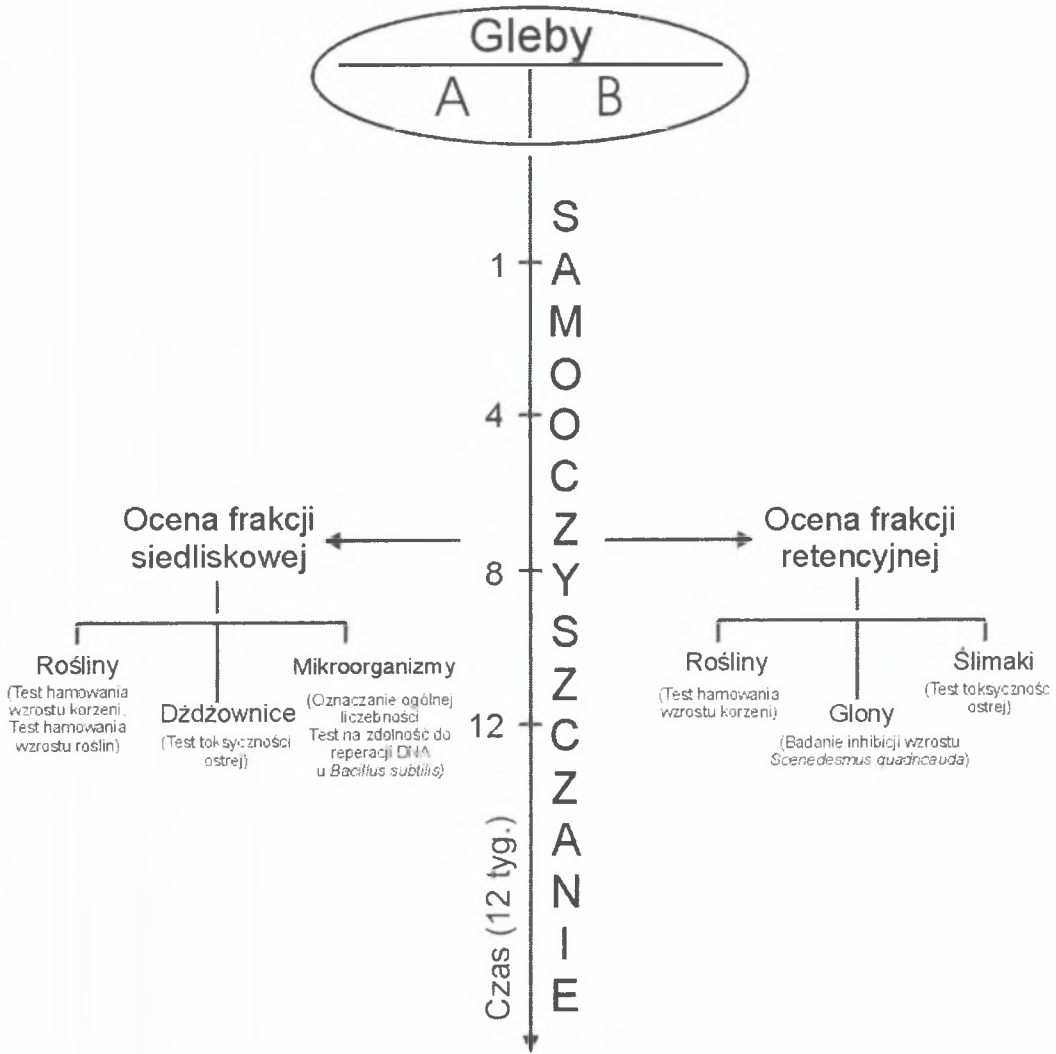 Gleby
A B
SAMOOCZYSZCZANIE
1
4
8
12
Czas (12 tyg.)
Ocena frakcji
siedliskowej
Rośliny
(Test hamowania
wzrostu korzeni,
Test hamowania
wzrostu roślin)
Dżdżownice
(Test toksyczności
ostrej)
Mikroorganizmy
(Oznaczanie ogólnej
liczebności
Test na zdolność do
reperacji DNA
u Bacillus subtilis)
Ocena frakcji
retencyjnej
Rośliny
(Test hamowania
wzrostu korzeni)
Glony
(Badanie inhibicji wzrostu
Scenedesmus quadricauda)
Ślimaki
(Test toksycznośc
ostrej)